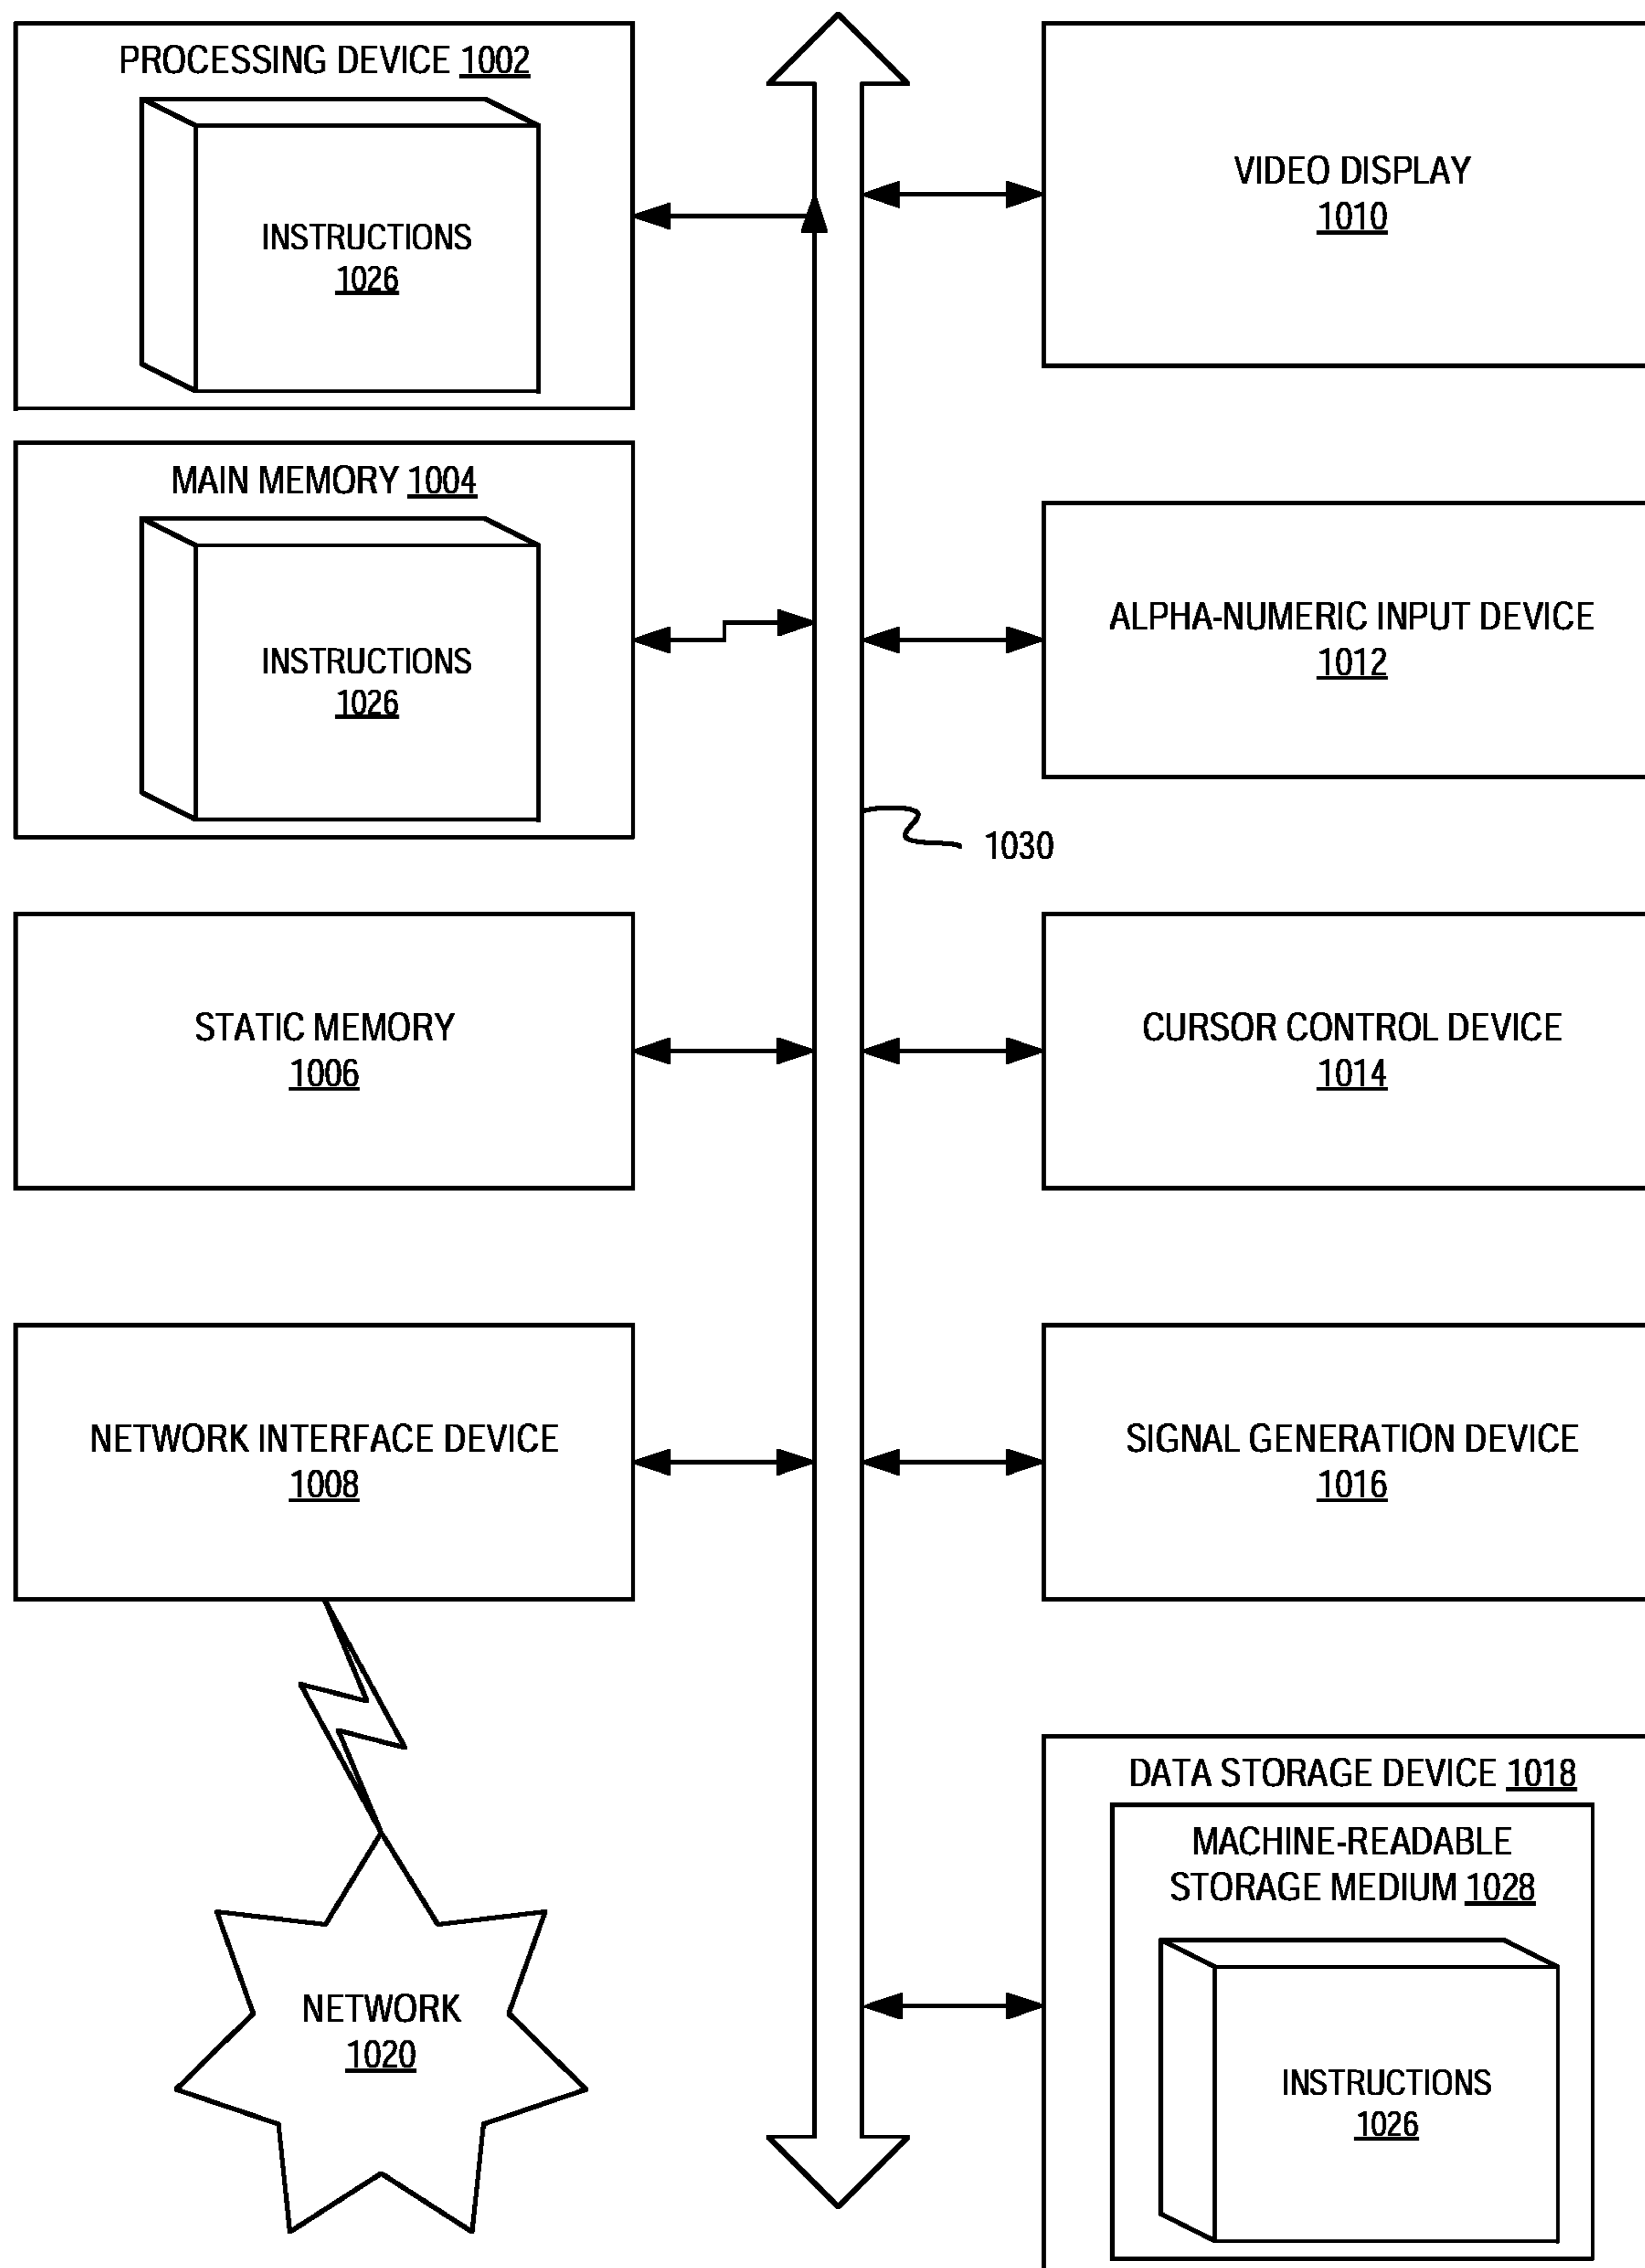 PROCESSING DEVICE 1002
INSTRUCTIONS
1026
MAIN MEMORY 1004
INSTRUCTIONS
1026
STATIC MEMORY
1006
NETWORK INTERFACE DEVICE
1008
NETWORK
1020
1030
VIDEO DISPLAY
1010
ALPHA-NUMERIC INPUT DEVICE
1012
CURSOR CONTROL DEVICE
1014
SIGNAL GENERATION DEVICE
1016
DATA STORAGE DEVICE 1018
MACHINE-READABLE
STORAGE MEDIUM 1028
INSTRUCTIONS
1026